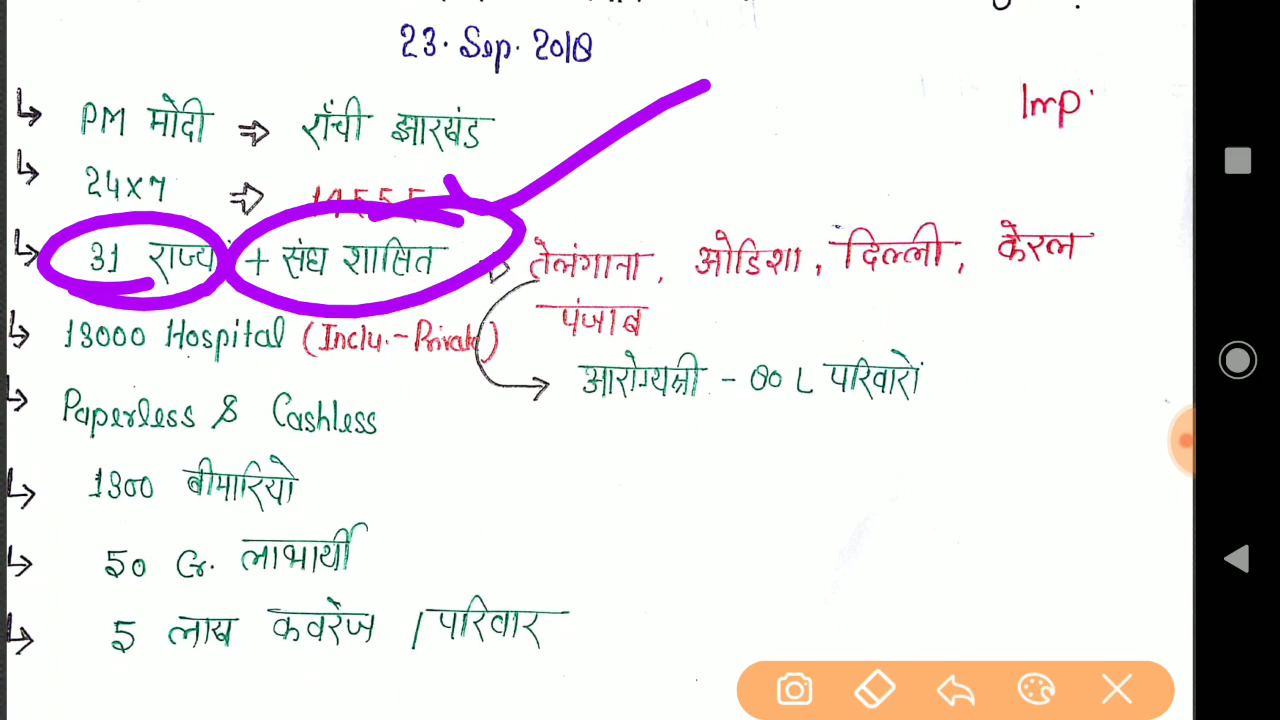 23. Sep. 2018
Imp.
↳ PM मोदी ⇒ राँची झारखंड
↳ 24x7 ⇒ 14555
↳ 31 राज्य + संघ शासित ⇒ तेलंगाना, ओडिशा, दिल्ली, केरल
पंजाब
↳ 13000 Hospital (Inclu.-Private)
आरोग्यश्री - 80 L परिवारों
↳ Paperless & Cashless
↳ 1300 बीमारियो
↳ 50 Cr. लाभार्थी
↳ 5 लाख कवरेज / परिवार